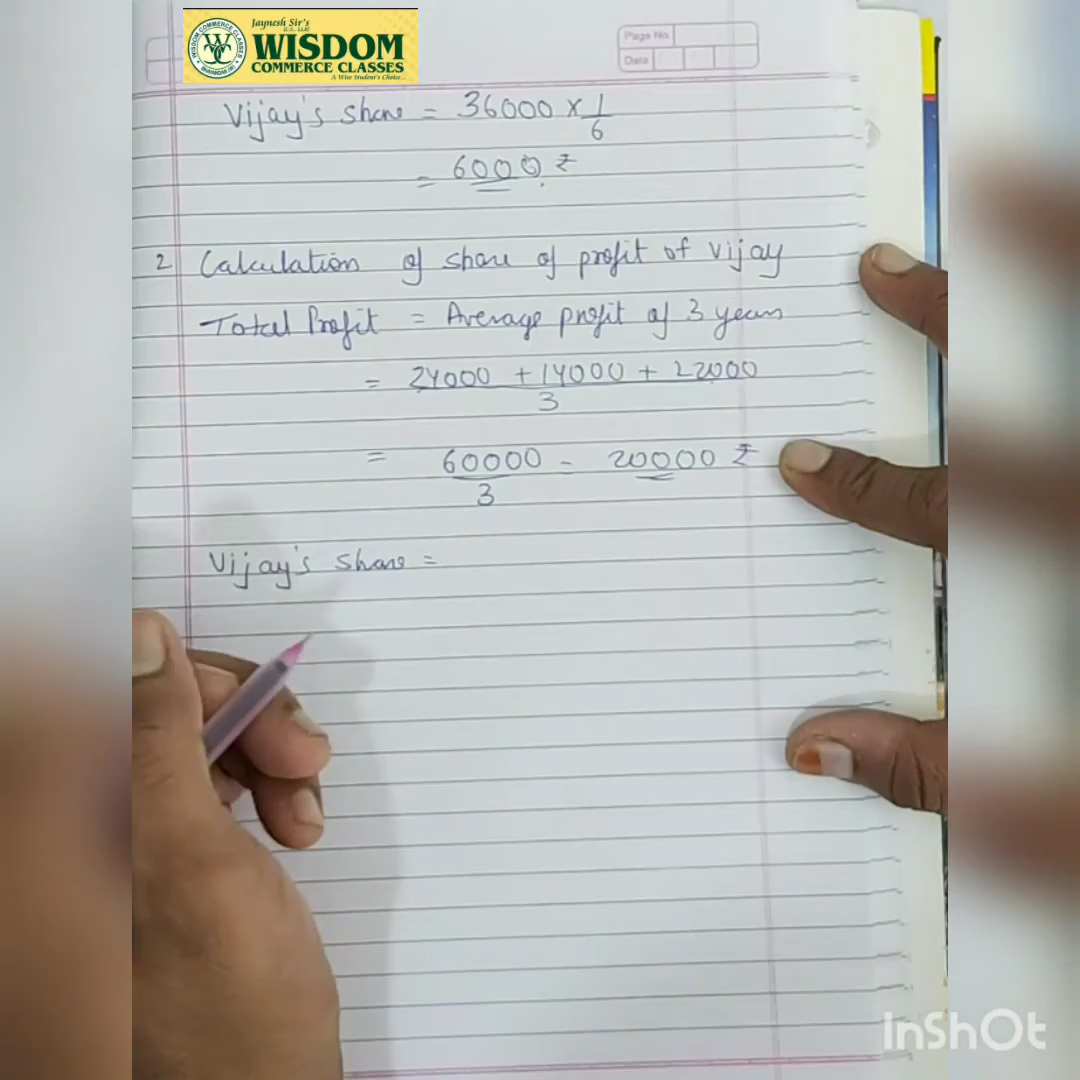 Jaynesh Sir's
WISDOM
COMMERCE CLASSES
A Wise Student's Choice...
Page No.
Date
Vijay's share = 36000 × 1/6
= 6000 ₹
2 Calculation of share of profit of Vijay
Total Profit = Average profit of 3 years
= 24000 + 14000 + 22000
3
= 60000 = 20000 ₹
3
Vijay's share =
InShOt